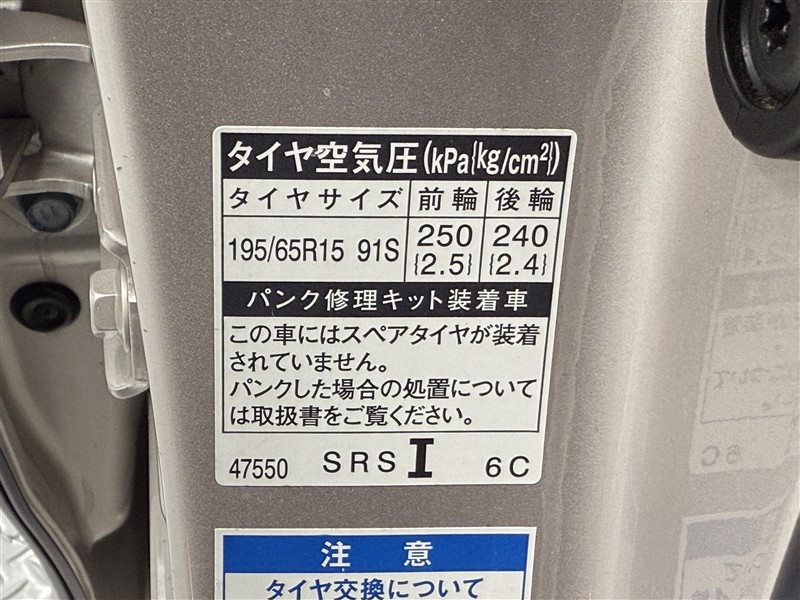 タイヤ空気圧(kPa{kg/cm²})
タイヤサイズ 前輪 後輪
195/65R15 91S 250 {2.5} 240 {2.4}
パンク修理キット装着車
この車にはスペアタイヤが装着
されていません。
パンクした場合の処置について
は取扱書をご覧ください。
47550 SRS I 6C
注 意
タイヤ交換について